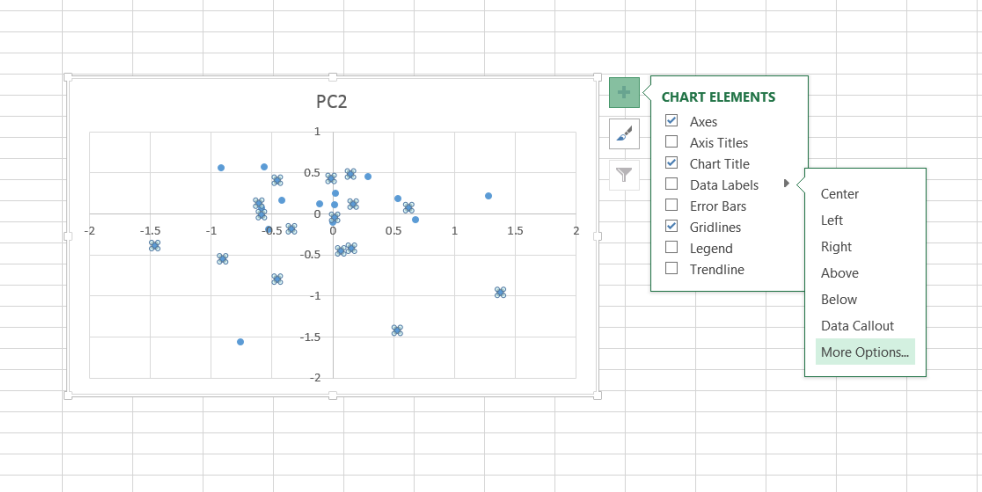 PC2
1
0.5
0
-2 -1.5 -1 -0.5 0 0.5 1 1.5 2
-0.5
-1
-1.5
-2
CHART ELEMENTS
Axes
Axis Titles
Chart Title
Data Labels
Error Bars
Gridlines
Legend
Trendline
Center
Left
Right
Above
Below
Data Callout
More Options...